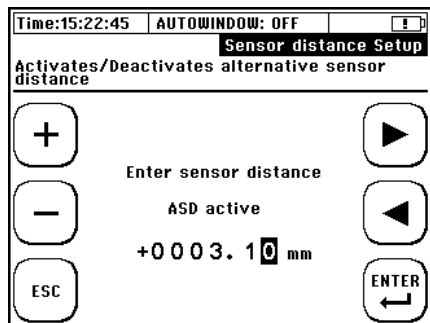 Time:15:22:45 AUTOWINDOW: OFF !
Sensor distance Setup
Activates/Deactivates alternative sensor
distance
+
Enter sensor distance
− ASD active
+0003.10 mm
ESC ENTER